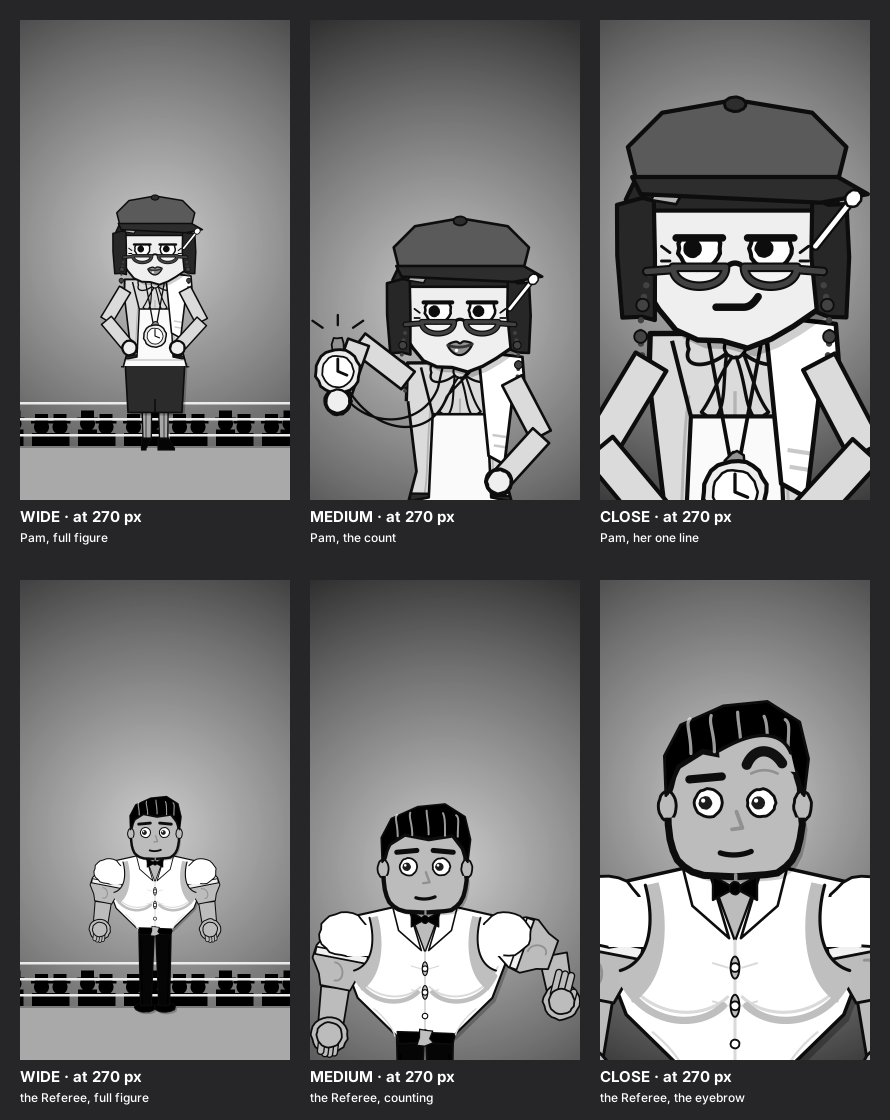 WIDE · at 270 px
Pam, full figure
MEDIUM · at 270 px
Pam, the count
CLOSE · at 270 px
Pam, her one line
WIDE · at 270 px
the Referee, full figure
MEDIUM · at 270 px
the Referee, counting
CLOSE · at 270 px
the Referee, the eyebrow